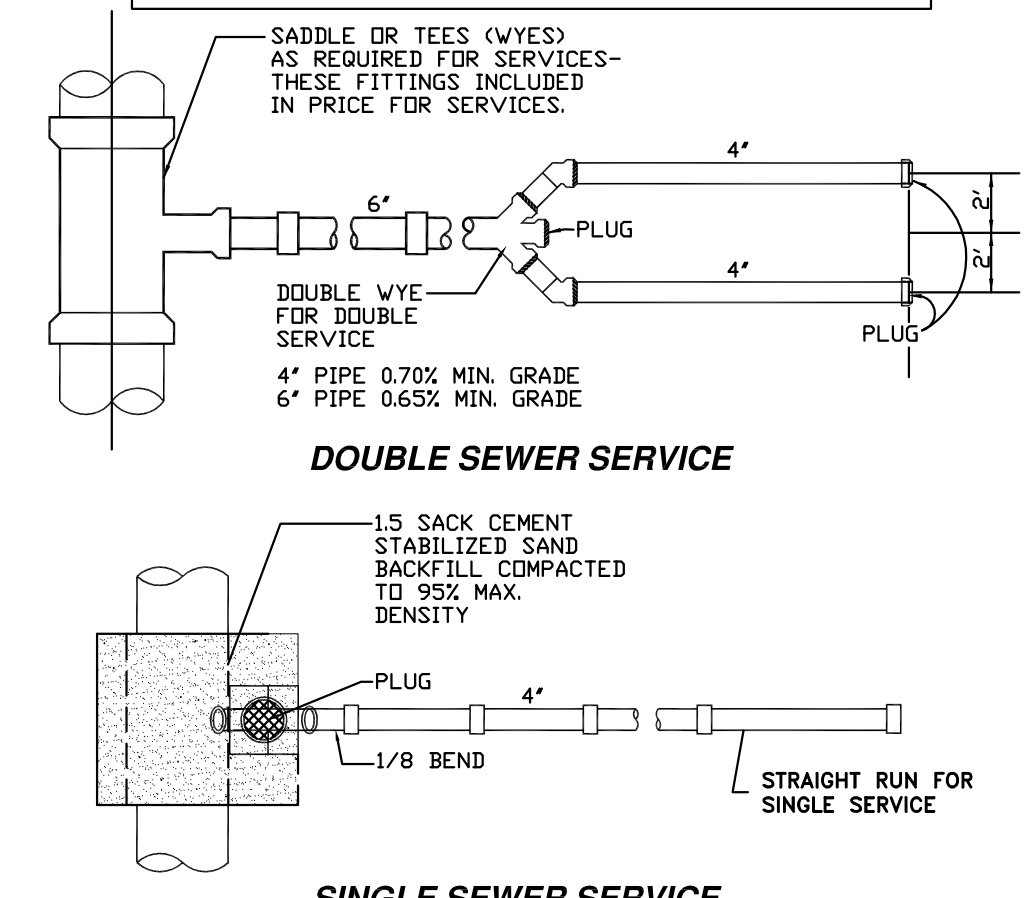 SADDLE OR TEES (WYES)
AS REQUIRED FOR SERVICES-
THESE FITTINGS INCLUDED
IN PRICE FOR SERVICES.
4"
6"
PLUG
2'
2'
4"
DOUBLE WYE
FOR DOUBLE
SERVICE
PLUG
4" PIPE 0.70% MIN. GRADE
6" PIPE 0.65% MIN. GRADE
DOUBLE SEWER SERVICE
1.5 SACK CEMENT
STABILIZED SAND
BACKFILL COMPACTED
TO 95% MAX.
DENSITY
PLUG
4"
1/8 BEND
STRAIGHT RUN FOR
SINGLE SERVICE
SINGLE SEWER SERVICE